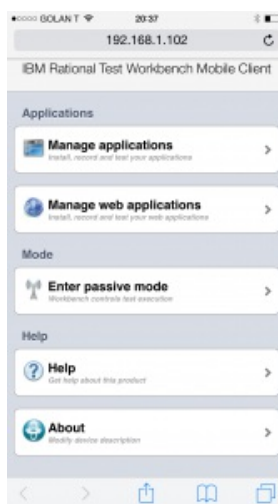 GOLAN T 20:37
192.168.1.102
IBM Rational Test Workbench Mobile Client
Applications
Manage applications
Install, record and test your applications
Manage web applications
Install, record and test your web applications
Mode
Enter passive mode
Workbench controls test execution
Help
Help
Get help about this product
About
Modify device description